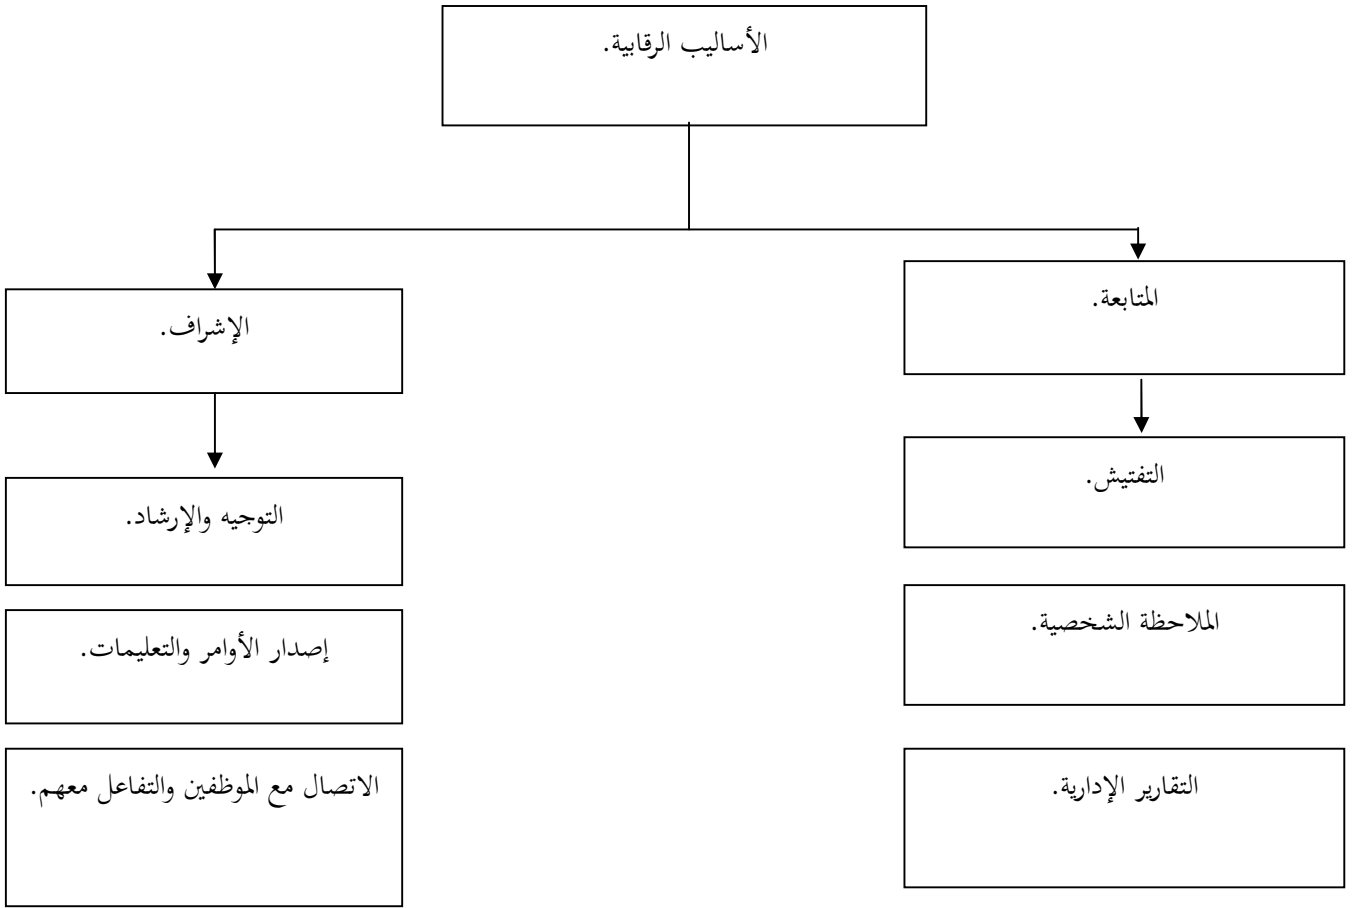 الأساليب الرقابية.
المتابعة.
الإشراف.
التفتيش.
التوجيه والإرشاد.
الملاحظة الشخصية.
إصدار الأوامر والتعليمات.
التقارير الإدارية.
الاتصال مع الموظفين والتفاعل معهم.